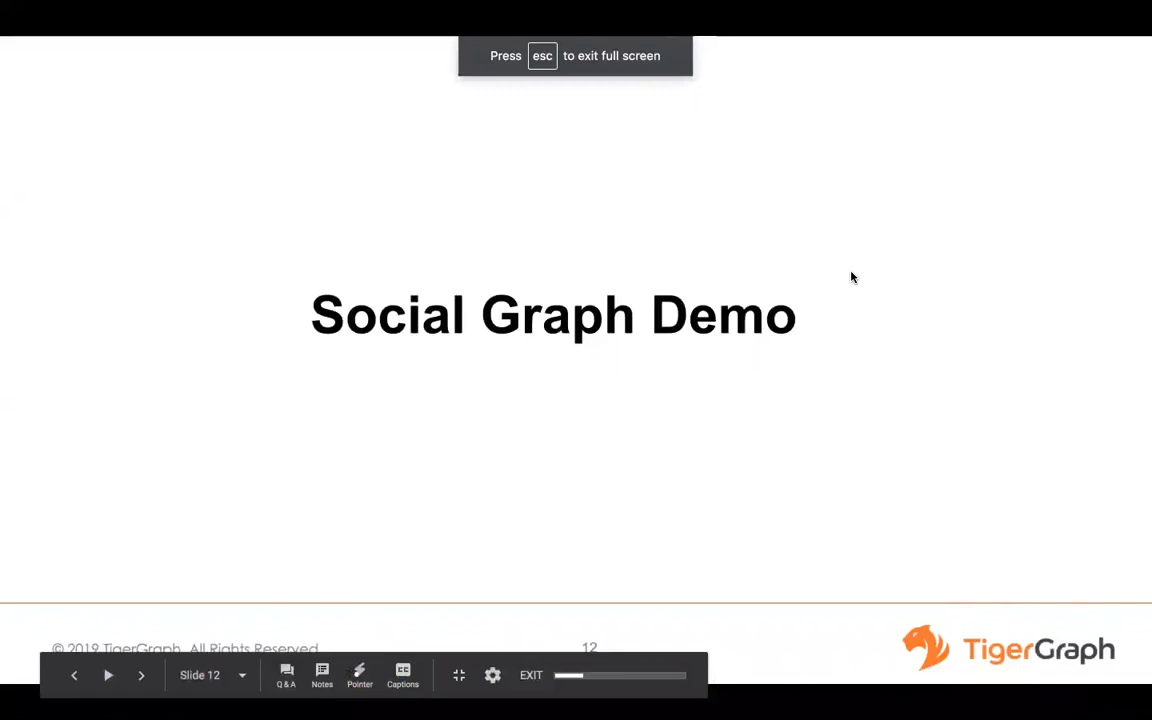 Press esc to exit full screen
Social Graph Demo
© 2019 TigerGraph. All Rights Reserved
12
TigerGraph
Slide 12
Q & A
Notes
Pointer
CC
Captions
EXIT